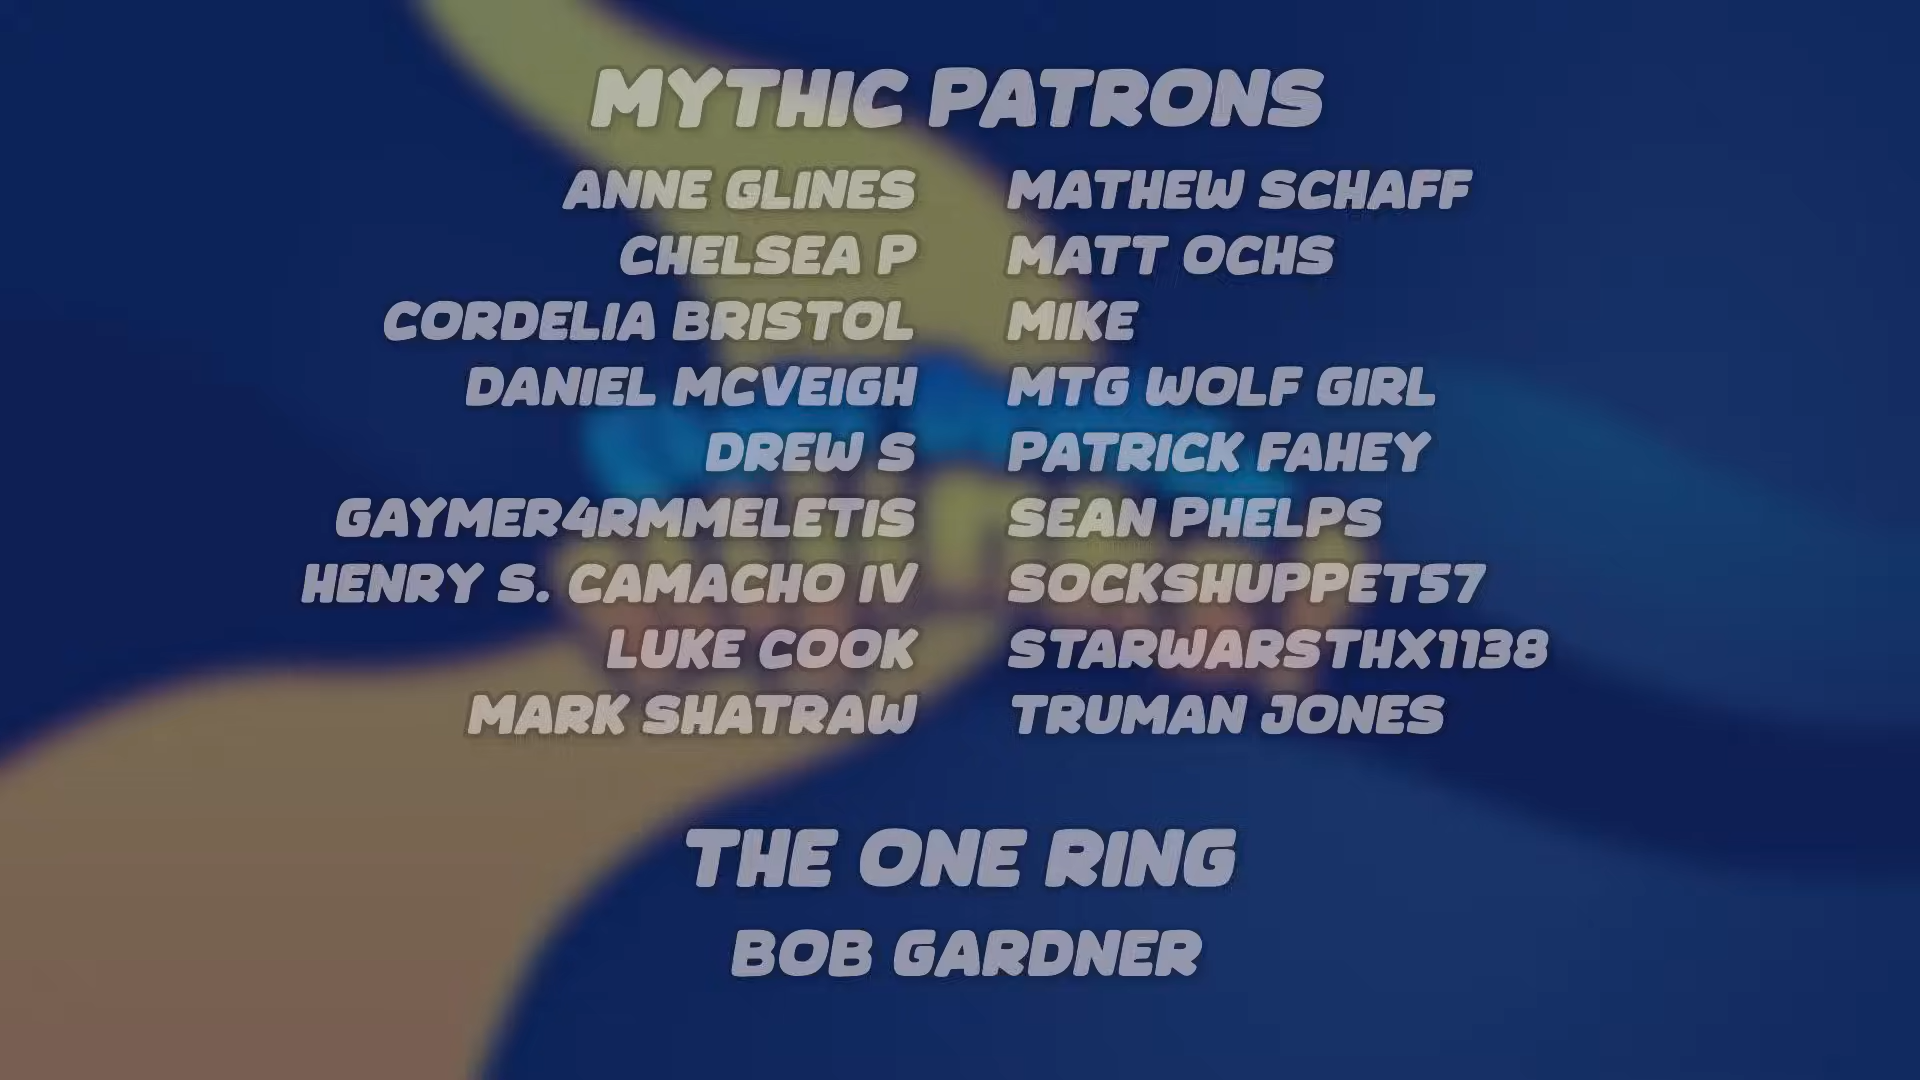 MYTHIC PATRONS
ANNE GLINES
CHELSEA P
CORDELIA BRISTOL
DANIEL MCVEIGH
DREW S
GAYMER4RMMELETIS
HENRY S. CAMACHO IV
LUKE COOK
MARK SHATRAW
MATHEW SCHAFF
MATT OCHS
MIKE
MTG WOLF GIRL
PATRICK FAHEY
SEAN PHELPS
SOCKSHUPPET57
STARWARSTHX1138
TRUMAN JONES
THE ONE RING
BOB GARDNER